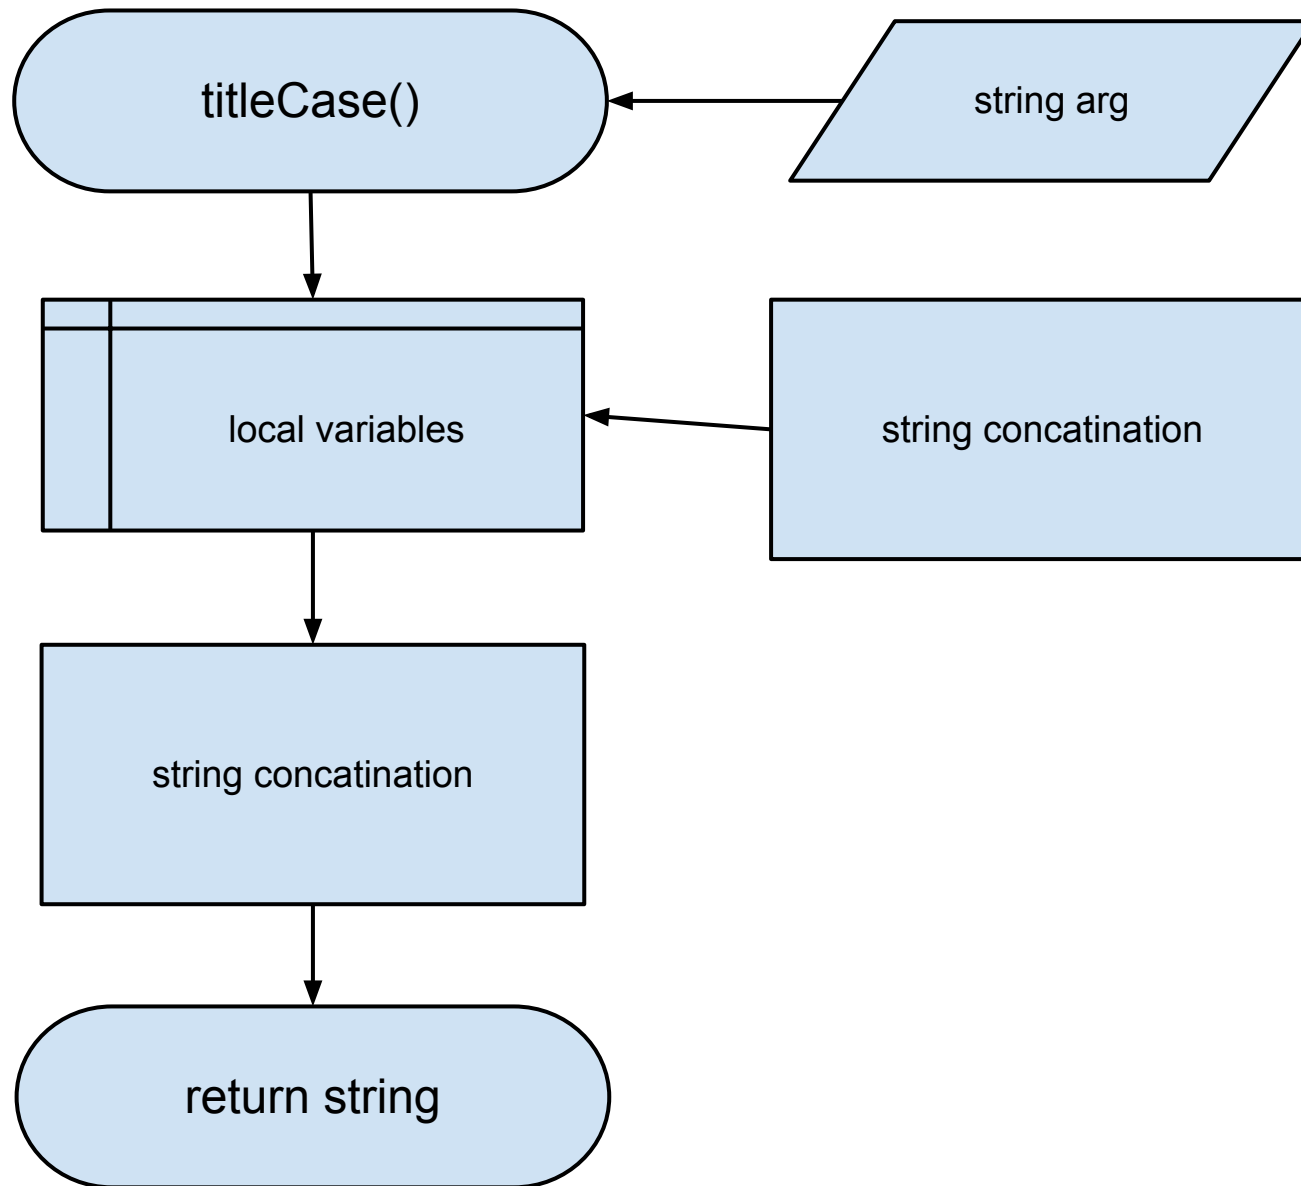 titleCase()
string arg
local variables
string concatination
string concatination
return string